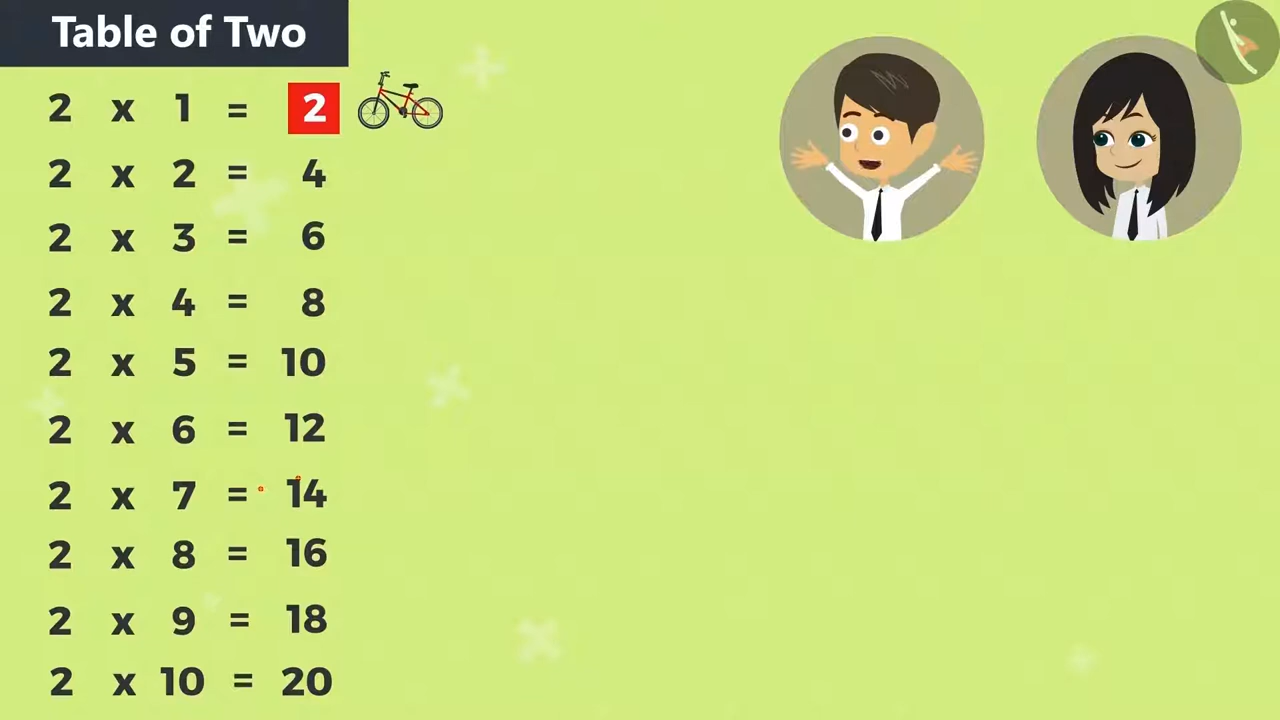 Table of Two
2 x 1 = 2
2 x 2 = 4
2 x 3 = 6
2 x 4 = 8
2 x 5 = 10
2 x 6 = 12
2 x 7 = 14
2 x 8 = 16
2 x 9 = 18
2 x 10 = 20